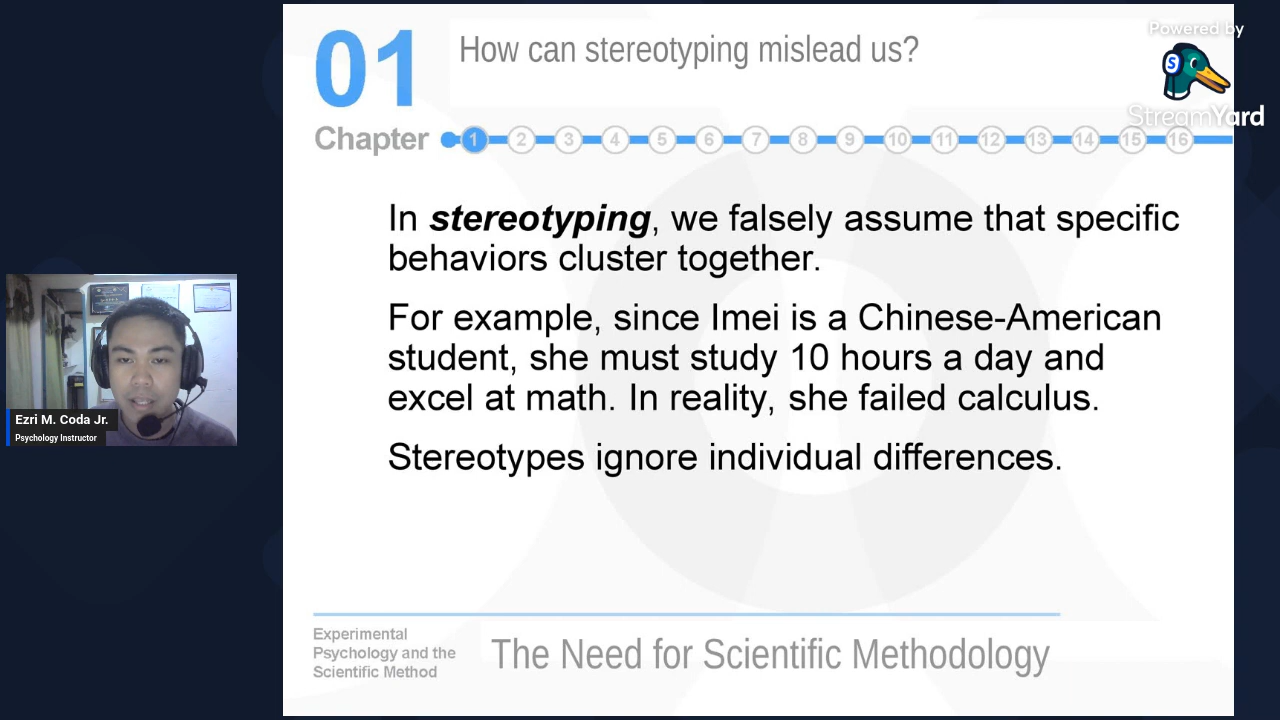 01
How can stereotyping mislead us?
Powered by
S
StreamYard
Chapter
1 2 3 4 5 6 7 8 9 10 11 12 13 14 15 16
In stereotyping, we falsely assume that specific
behaviors cluster together.
For example, since Imei is a Chinese-American
student, she must study 10 hours a day and
excel at math. In reality, she failed calculus.
Stereotypes ignore individual differences.
Ezri M. Coda Jr.
Psychology Instructor
Experimental
Psychology and the
Scientific Method
The Need for Scientific Methodology